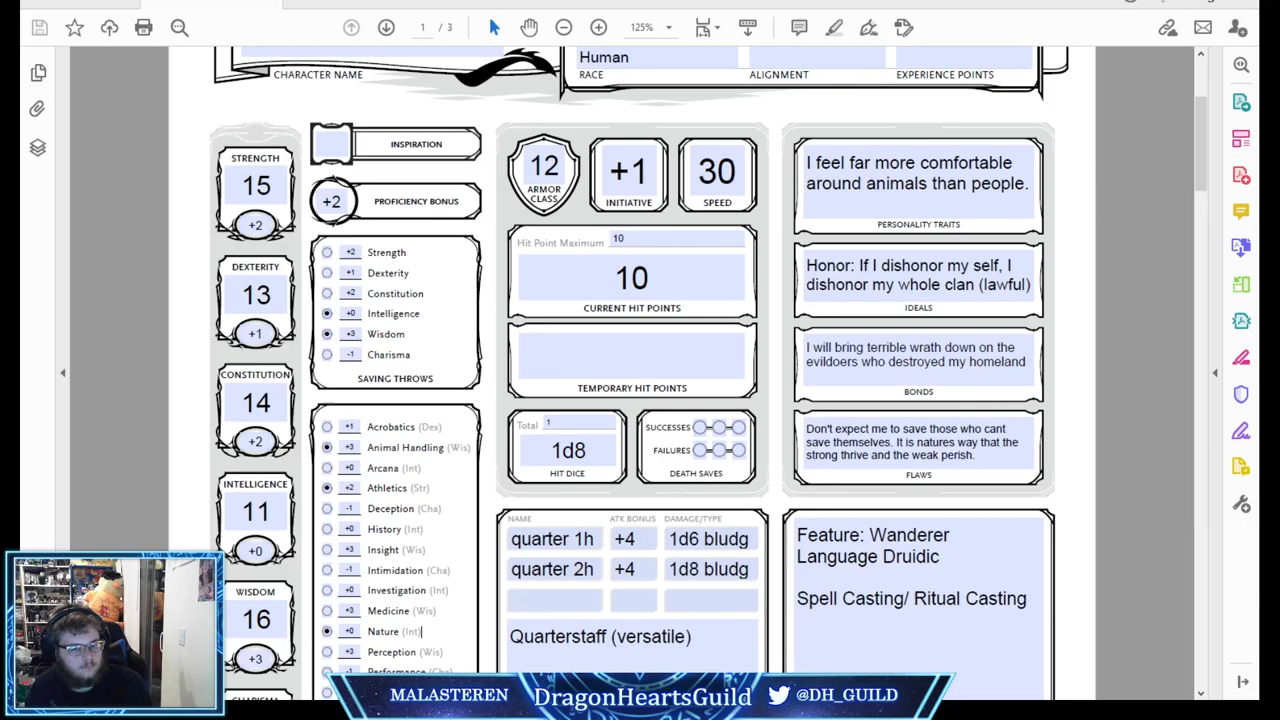 1 / 3
125%
Human
CHARACTER NAME
RACE
ALIGNMENT
EXPERIENCE POINTS
STRENGTH
15
+2
DEXTERITY
13
+1
CONSTITUTION
14
+2
INTELLIGENCE
11
+0
WISDOM
16
+3
INSPIRATION
+2
PROFICIENCY BONUS
+2 Strength
+1 Dexterity
+2 Constitution
+0 Intelligence
+3 Wisdom
-1 Charisma
SAVING THROWS
+1 Acrobatics (Dex)
+3 Animal Handling (Wis)
+0 Arcana (Int)
+2 Athletics (Str)
-1 Deception (Cha)
+0 History (Int)
+3 Insight (Wis)
-1 Intimidation (Cha)
+0 Investigation (Int)
+3 Medicine (Wis)
+0 Nature (Int)
+3 Perception (Wis)
-1 Performance (Cha)
12
ARMOR
CLASS
+1
INITIATIVE
30
SPEED
Hit Point Maximum 10
10
CURRENT HIT POINTS
TEMPORARY HIT POINTS
Total 1
1d8
HIT DICE
SUCCESSES
FAILURES
DEATH SAVES
NAME ATK BONUS DAMAGE/TYPE
quarter 1h +4 1d6 bludg
quarter 2h +4 1d8 bludg
Quarterstaff (versatile)
I feel far more comfortable
around animals than people.
PERSONALITY TRAITS
Honor: If I dishonor my self, I
dishonor my whole clan (lawful)
IDEALS
I will bring terrible wrath down on the
evildoers who destroyed my homeland
BONDS
Don't expect me to save those who cant
save themselves. It is natures way that the
strong thrive and the weak perish.
FLAWS
Feature: Wanderer
Language Druidic
Spell Casting/ Ritual Casting
MALASTEREN
DragonHeartsGuild
@DH_GUILD